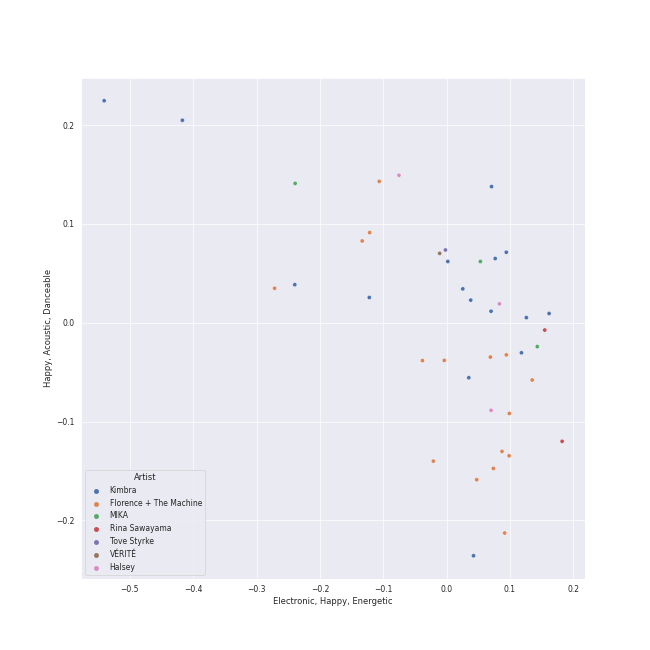 0.2
0.1
0.0
−0.1
−0.2
Happy, Acoustic, Danceable
Artist
Kimbra
Florence + The Machine
MIKA
Rina Sawayama
Tove Styrke
VÉRITÉ
Halsey
−0.5 −0.4 −0.3 −0.2 −0.1 0.0 0.1 0.2
Electronic, Happy, Energetic